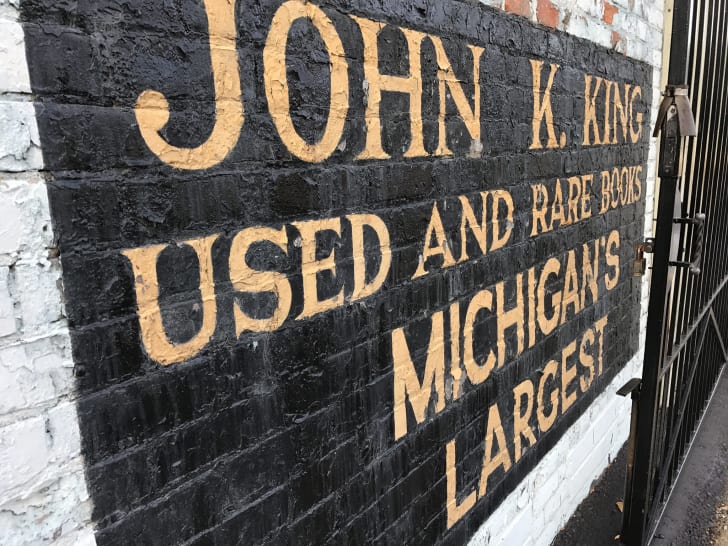 JOHN K. KING
USED AND RARE BOOKS
MICHIGAN'S
LARGEST